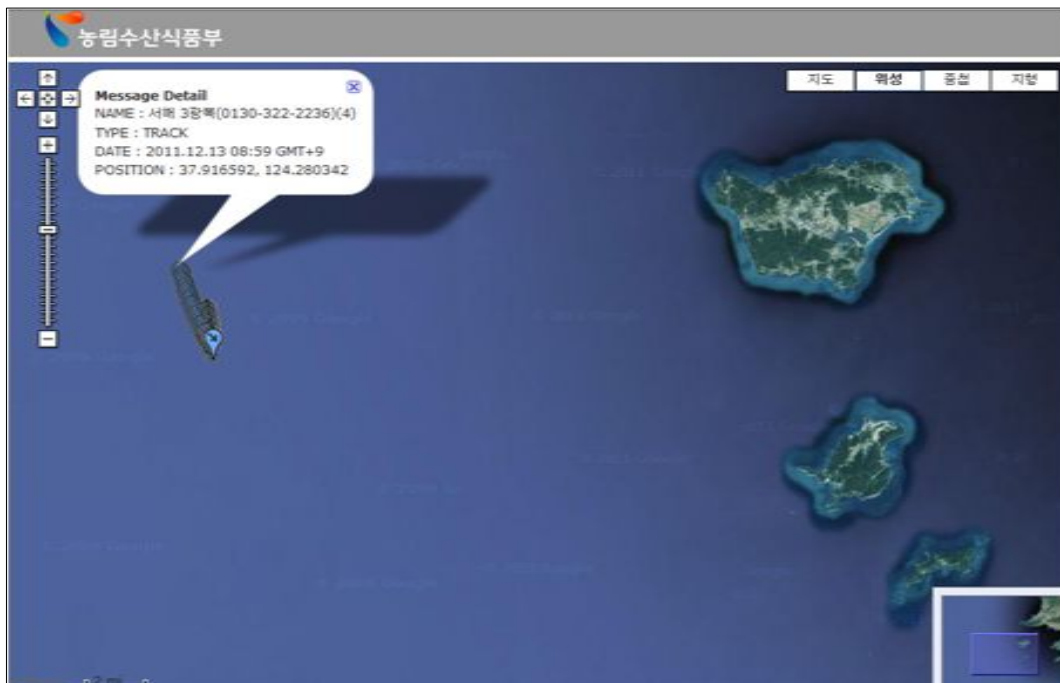 농림수산식품부
지도 위성 중첩 지형
Message Detail
NAME : 서해 3광복(0130-322-2236)(4)
TYPE : TRACK
DATE : 2011.12.13 08:59 GMT+9
POSITION : 37.916592, 124.280342